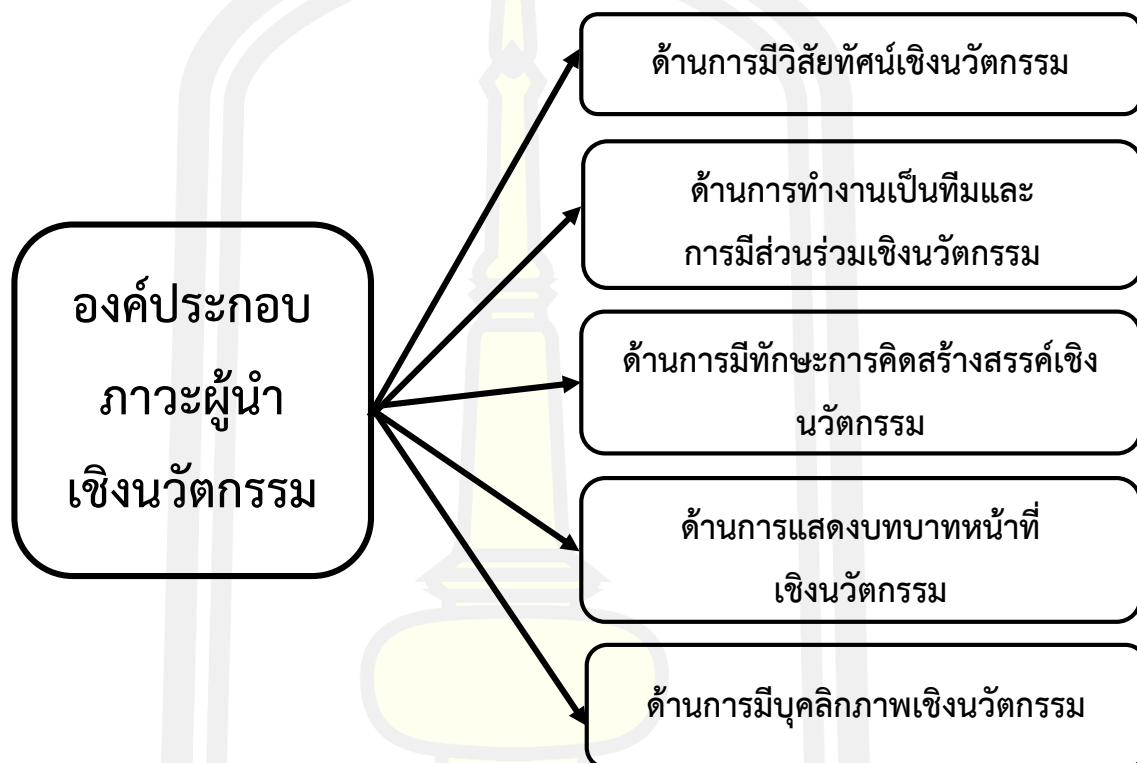 องค์ประกอบ
ภาวะผู้นำ
เชิงนวัตกรรม
ด้านการมีวิสัยทัศน์เชิงนวัตกรรม
ด้านการทำงานเป็นทีมและ
การมีส่วนร่วมเชิงนวัตกรรม
ด้านการมีทักษะการคิดสร้างสรรค์เชิง
นวัตกรรม
ด้านการแสดงบทบาทหน้าที่
เชิงนวัตกรรม
ด้านการมีบุคลิกภาพเชิงนวัตกรรม